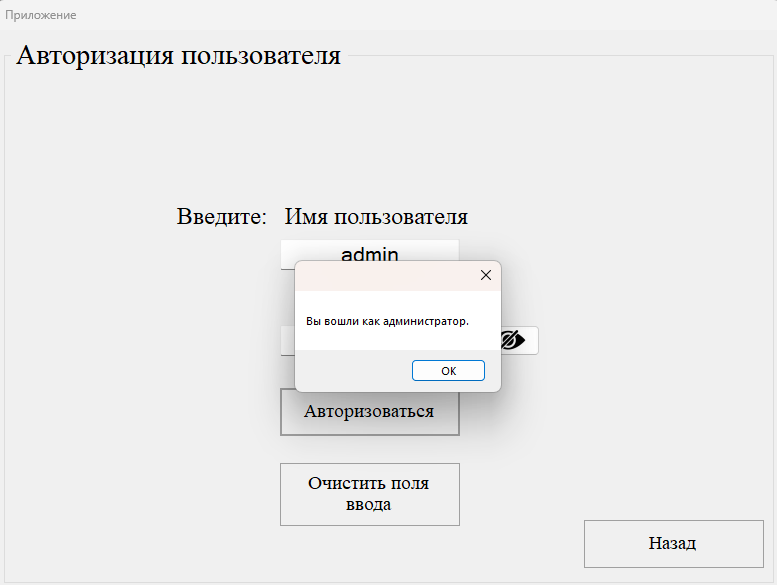 Приложение
Авторизация пользователя
Введите: Имя пользователя
admin
Вы вошли как администратор.
OK
Авторизоваться
Очистить поля
ввода
Назад